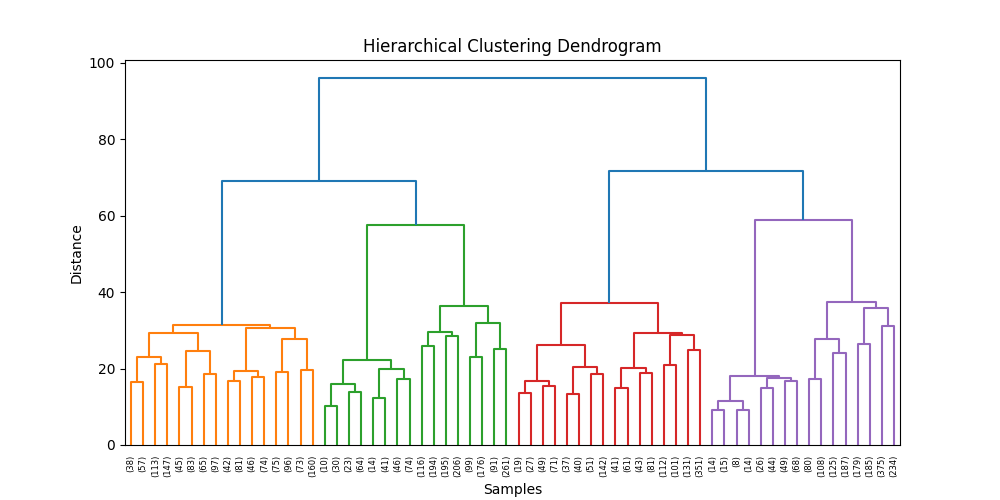 Hierarchical Clustering Dendrogram
100
80
60
40
20
0
Distance
(38) (57) (113) (147) (45) (83) (65) (97) (42) (81) (46) (74) (75) (96) (73) (160) (10) (30) (23) (64) (14) (41) (46) (74) (116) (194) (195) (206) (99) (176) (91) (261) (19) (27) (49) (71) (37) (40) (51) (142) (41) (61) (43) (81) (112) (101) (131) (351) (14) (15) (8) (14) (26) (44) (49) (68) (80) (108) (125) (187) (179) (185) (375) (234)
Samples